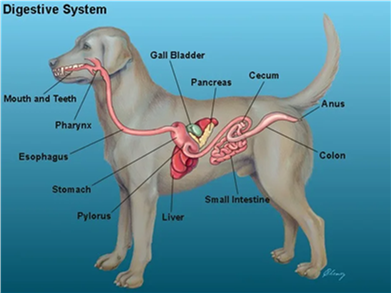 Digestive System
Gall Bladder
Pancreas
Cecum
Mouth and Teeth
Anus
Pharynx
Esophagus
Colon
Stomach
Small Intestine
Pylorus
Liver